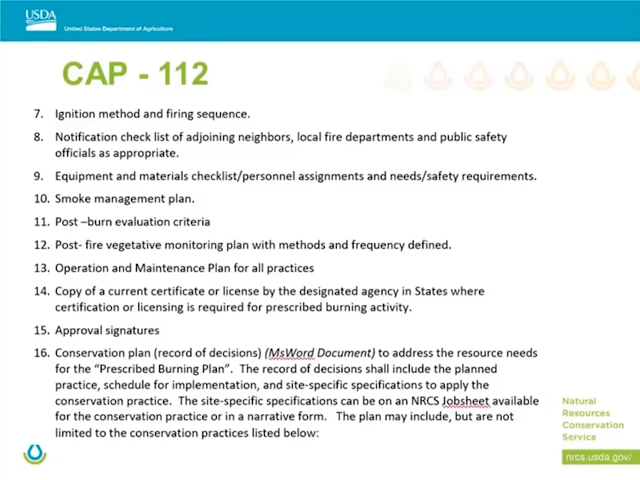 USDA
United States Department of Agriculture
CAP - 112
7. Ignition method and firing sequence.
8. Notification check list of adjoining neighbors, local fire departments and public safety
officials as appropriate.
9. Equipment and materials checklist/personnel assignments and needs/safety requirements.
10. Smoke management plan.
11. Post –burn evaluation criteria
12. Post- fire vegetative monitoring plan with methods and frequency defined.
13. Operation and Maintenance Plan for all practices
14. Copy of a current certificate or license by the designated agency in States where
certification or licensing is required for prescribed burning activity.
15. Approval signatures
16. Conservation plan (record of decisions) (MsWord Document) to address the resource needs
for the “Prescribed Burning Plan”. The record of decisions shall include the planned
practice, schedule for implementation, and site-specific specifications to apply the
conservation practice. The site-specific specifications can be on an NRCS Jobsheet available
for the conservation practice or in a narrative form. The plan may include, but are not
limited to the conservation practices listed below:
Natural
Resources
Conservation
Service
nrcs.usda.gov/